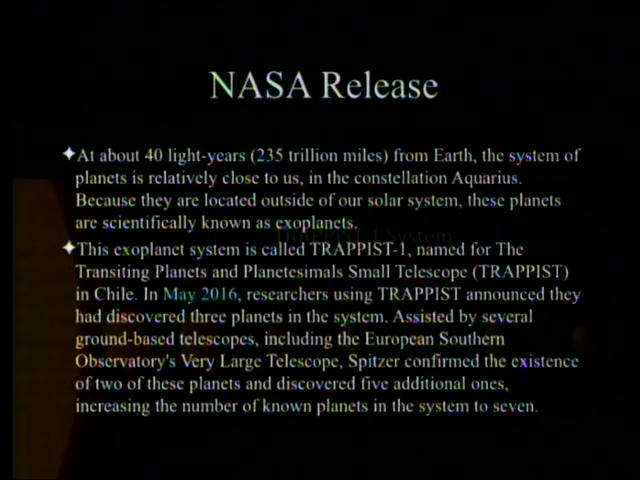 NASA Release
✦At about 40 light-years (235 trillion miles) from Earth, the system of
planets is relatively close to us, in the constellation Aquarius.
Because they are located outside of our solar system, these planets
are scientifically known as exoplanets.
✦This exoplanet system is called TRAPPIST-1, named for The
Transiting Planets and Planetesimals Small Telescope (TRAPPIST)
in Chile. In May 2016, researchers using TRAPPIST announced they
had discovered three planets in the system. Assisted by several
ground-based telescopes, including the European Southern
Observatory's Very Large Telescope, Spitzer confirmed the existence
of two of these planets and discovered five additional ones,
increasing the number of known planets in the system to seven.
TRAPPIST-1 System